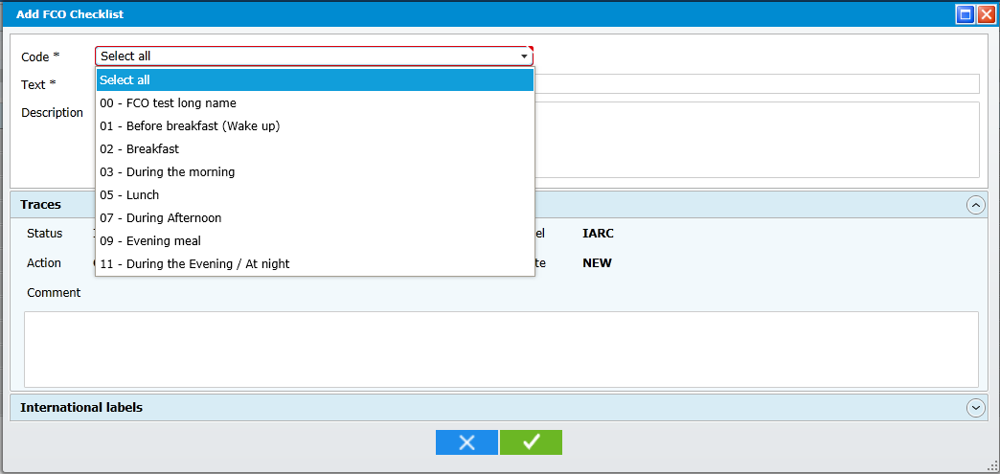 Add FCO Checklist
Code *
Select all
Text *
Description
Select all
00 - FCO test long name
01 - Before breakfast (Wake up)
02 - Breakfast
03 - During the morning
05 - Lunch
07 - During Afternoon
09 - Evening meal
11 - During the Evening / At night
Traces
Status
el IARC
Action
te NEW
Comment
International labels